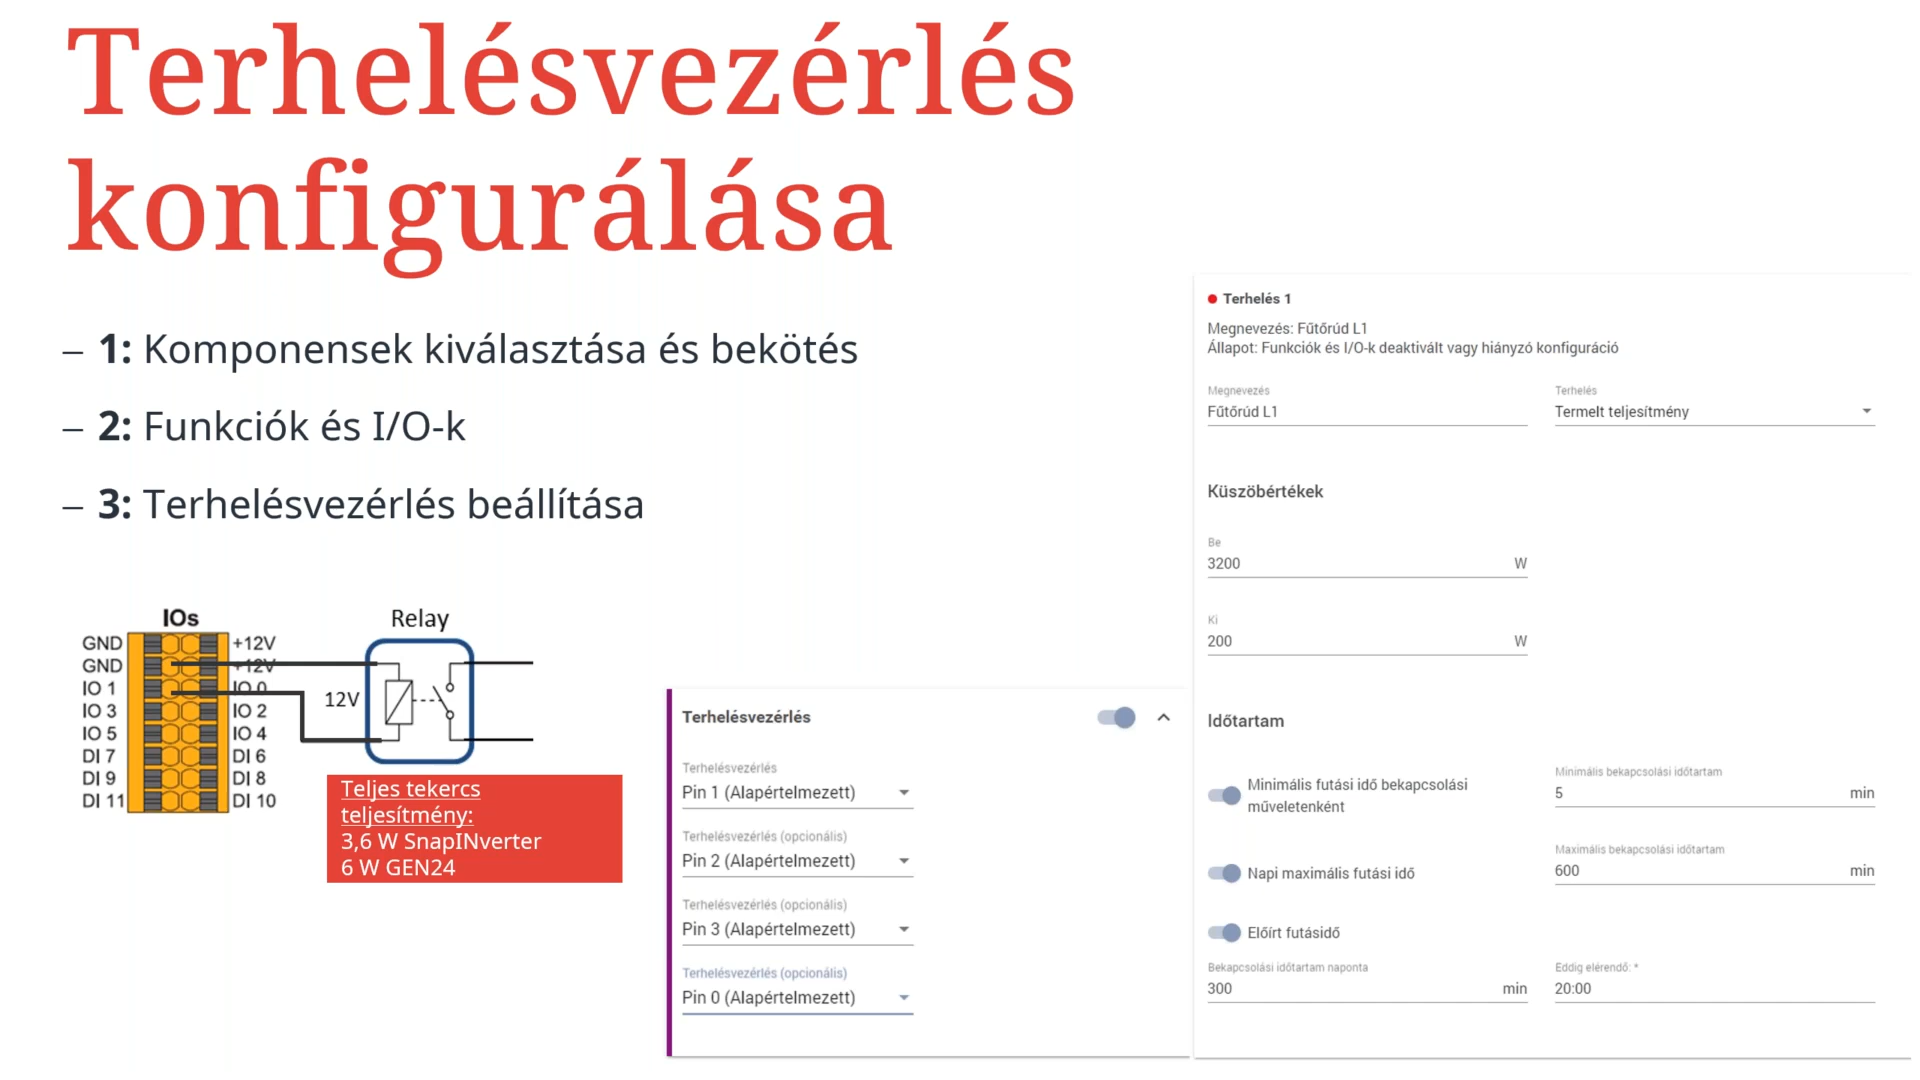 Terhelésvezérlés
konfigurálása
– 1: Komponensek kiválasztása és bekötés
– 2: Funkciók és I/O-k
– 3: Terhelésvezérlés beállítása
IOs
GND +12V
GND +12V
IO 1 IO 0
IO 3 IO 2
IO 5 IO 4
DI 7 DI 6
DI 9 DI 8
DI 11 DI 10
Relay
12V
Teljes tekercs
teljesítmény:
3,6 W SnapINverter
6 W GEN24
Terhelésvezérlés
Terhelésvezérlés
Pin 1 (Alapértelmezett)
Terhelésvezérlés (opcionális)
Pin 2 (Alapértelmezett)
Terhelésvezérlés (opcionális)
Pin 3 (Alapértelmezett)
Terhelésvezérlés (opcionális)
Pin 0 (Alapértelmezett)
Terhelés 1
Megnevezés: Fűtőrúd L1
Állapot: Funkciók és I/O-k deaktivált vagy hiányzó konfiguráció
Megnevezés
Fűtőrúd L1
Terhelés
Termelt teljesítmény
Küszöbértékek
Be
3200 W
Ki
200 W
Időtartam
Minimális futási idő bekapcsolási
műveletenként
Minimális bekapcsolási időtartam
5 min
Napi maximális futási idő
Maximális bekapcsolási időtartam
600 min
Előírt futásidő
Bekapcsolási időtartam naponta
300 min
Eddig elérendő: *
20:00